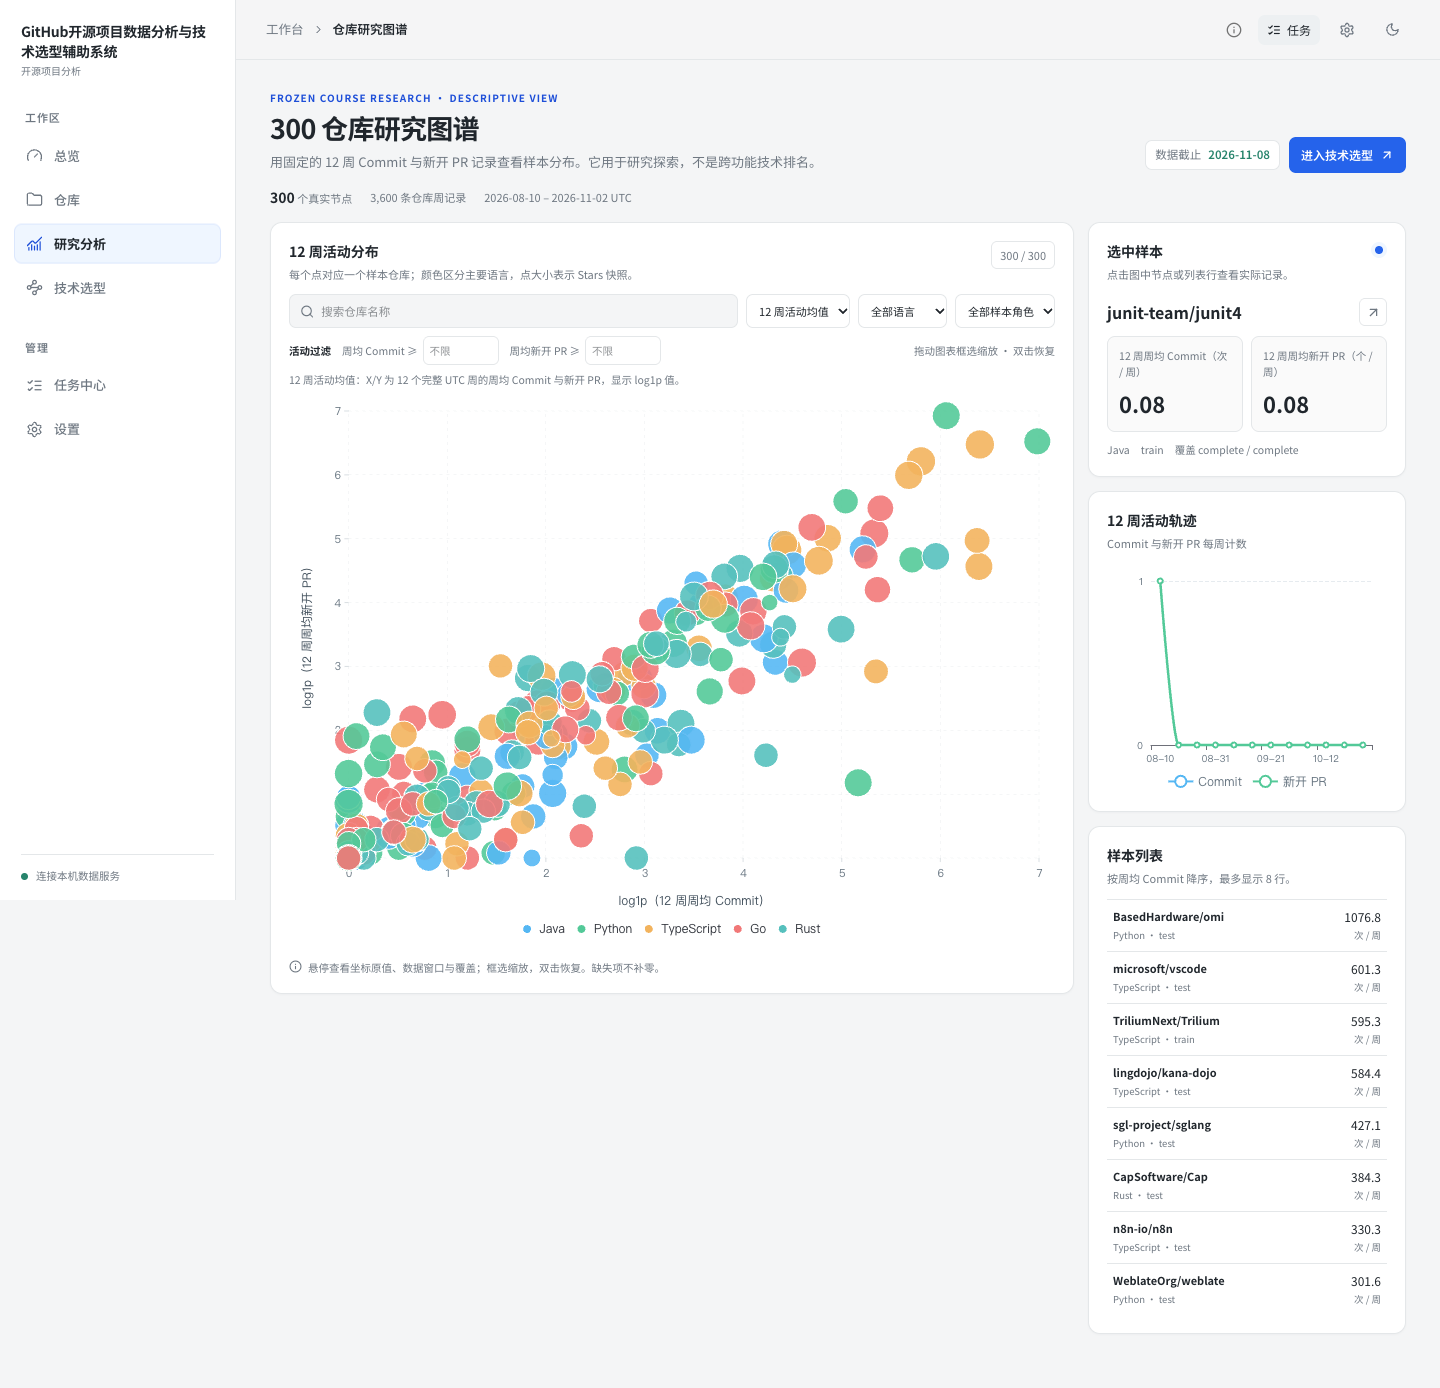 GitHub开源项目数据分析与技
术选型辅助系统
开源项目分析
工作区
总览
仓库
研究分析
技术选型
管理
任务中心
设置
连接本机数据服务
工作台 > 仓库研究图谱
任务
FROZEN COURSE RESEARCH · DESCRIPTIVE VIEW
300 仓库研究图谱
用固定的 12 周 Commit 与新开 PR 记录查看样本分布。它用于研究探索，不是跨功能技术排名。
数据截止 2026-11-08
进入技术选型
300 个真实节点 3,600 条仓库周记录 2026-08-10 – 2026-11-02 UTC
12 周活动分布
300 / 300
每个点对应一个样本仓库；颜色区分主要语言，点大小表示 Stars 快照。
搜索仓库名称
12 周活动均值
全部语言
全部样本角色
活动过滤 周均 Commit ≥ 不限 周均新开 PR ≥ 不限
拖动图表框选缩放 · 双击恢复
12 周活动均值：X/Y 为 12 个完整 UTC 周的周均 Commit 与新开 PR，显示 log1p 值。
7
6
5
4
3
2
log1p（12 周周均新开 PR）
0 1 2 3 4 5 6 7
log1p（12 周周均 Commit）
Java Python TypeScript Go Rust
悬停查看坐标原值、数据窗口与覆盖；框选缩放，双击恢复。缺失项不补零。
选中样本
点击图中节点或列表行查看实际记录。
junit-team/junit4
12 周周均 Commit（次
/ 周）
0.08
12 周周均新开 PR（个 /
周）
0.08
Java train 覆盖 complete / complete
12 周活动轨迹
Commit 与新开 PR 每周计数
1
0
08-10 08-31 09-21 10-12
Commit 新开 PR
样本列表
按周均 Commit 降序，最多显示 8 行。
BasedHardware/omi 1076.8
Python · test 次 / 周
microsoft/vscode 601.3
TypeScript · test 次 / 周
TriliumNext/Trilium 595.3
TypeScript · train 次 / 周
lingdojo/kana-dojo 584.4
TypeScript · test 次 / 周
sgl-project/sglang 427.1
Python · test 次 / 周
CapSoftware/Cap 384.3
Rust · test 次 / 周
n8n-io/n8n 330.3
TypeScript · test 次 / 周
WeblateOrg/weblate 301.6
Python · test 次 / 周